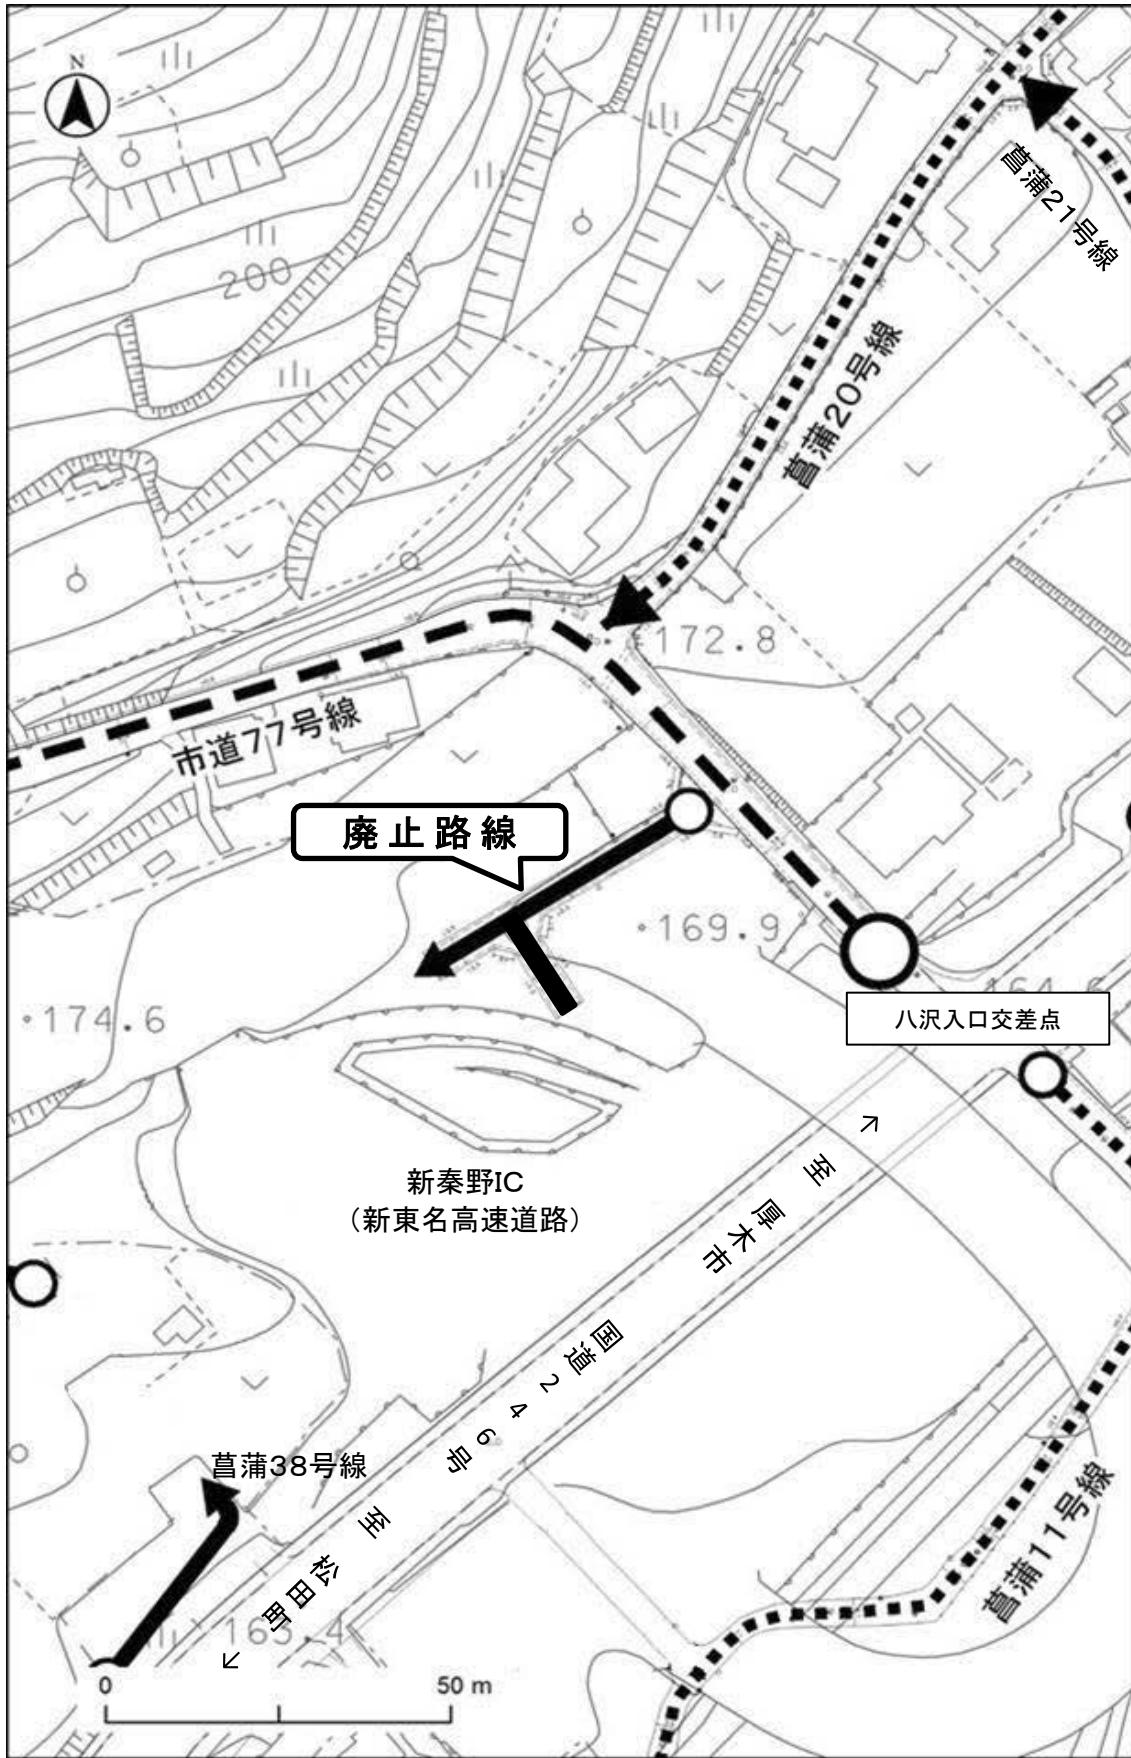 N
菖蒲21号線
200
菖蒲20号線
172.8
市道77号線
廃止路線
169.9
174.6
八沢入口交差点
新秦野IC
（新東名高速道路）
至
厚木市
国道246号
菖蒲38号線
至
松田町
菖蒲11号線
163.4
0
50 m